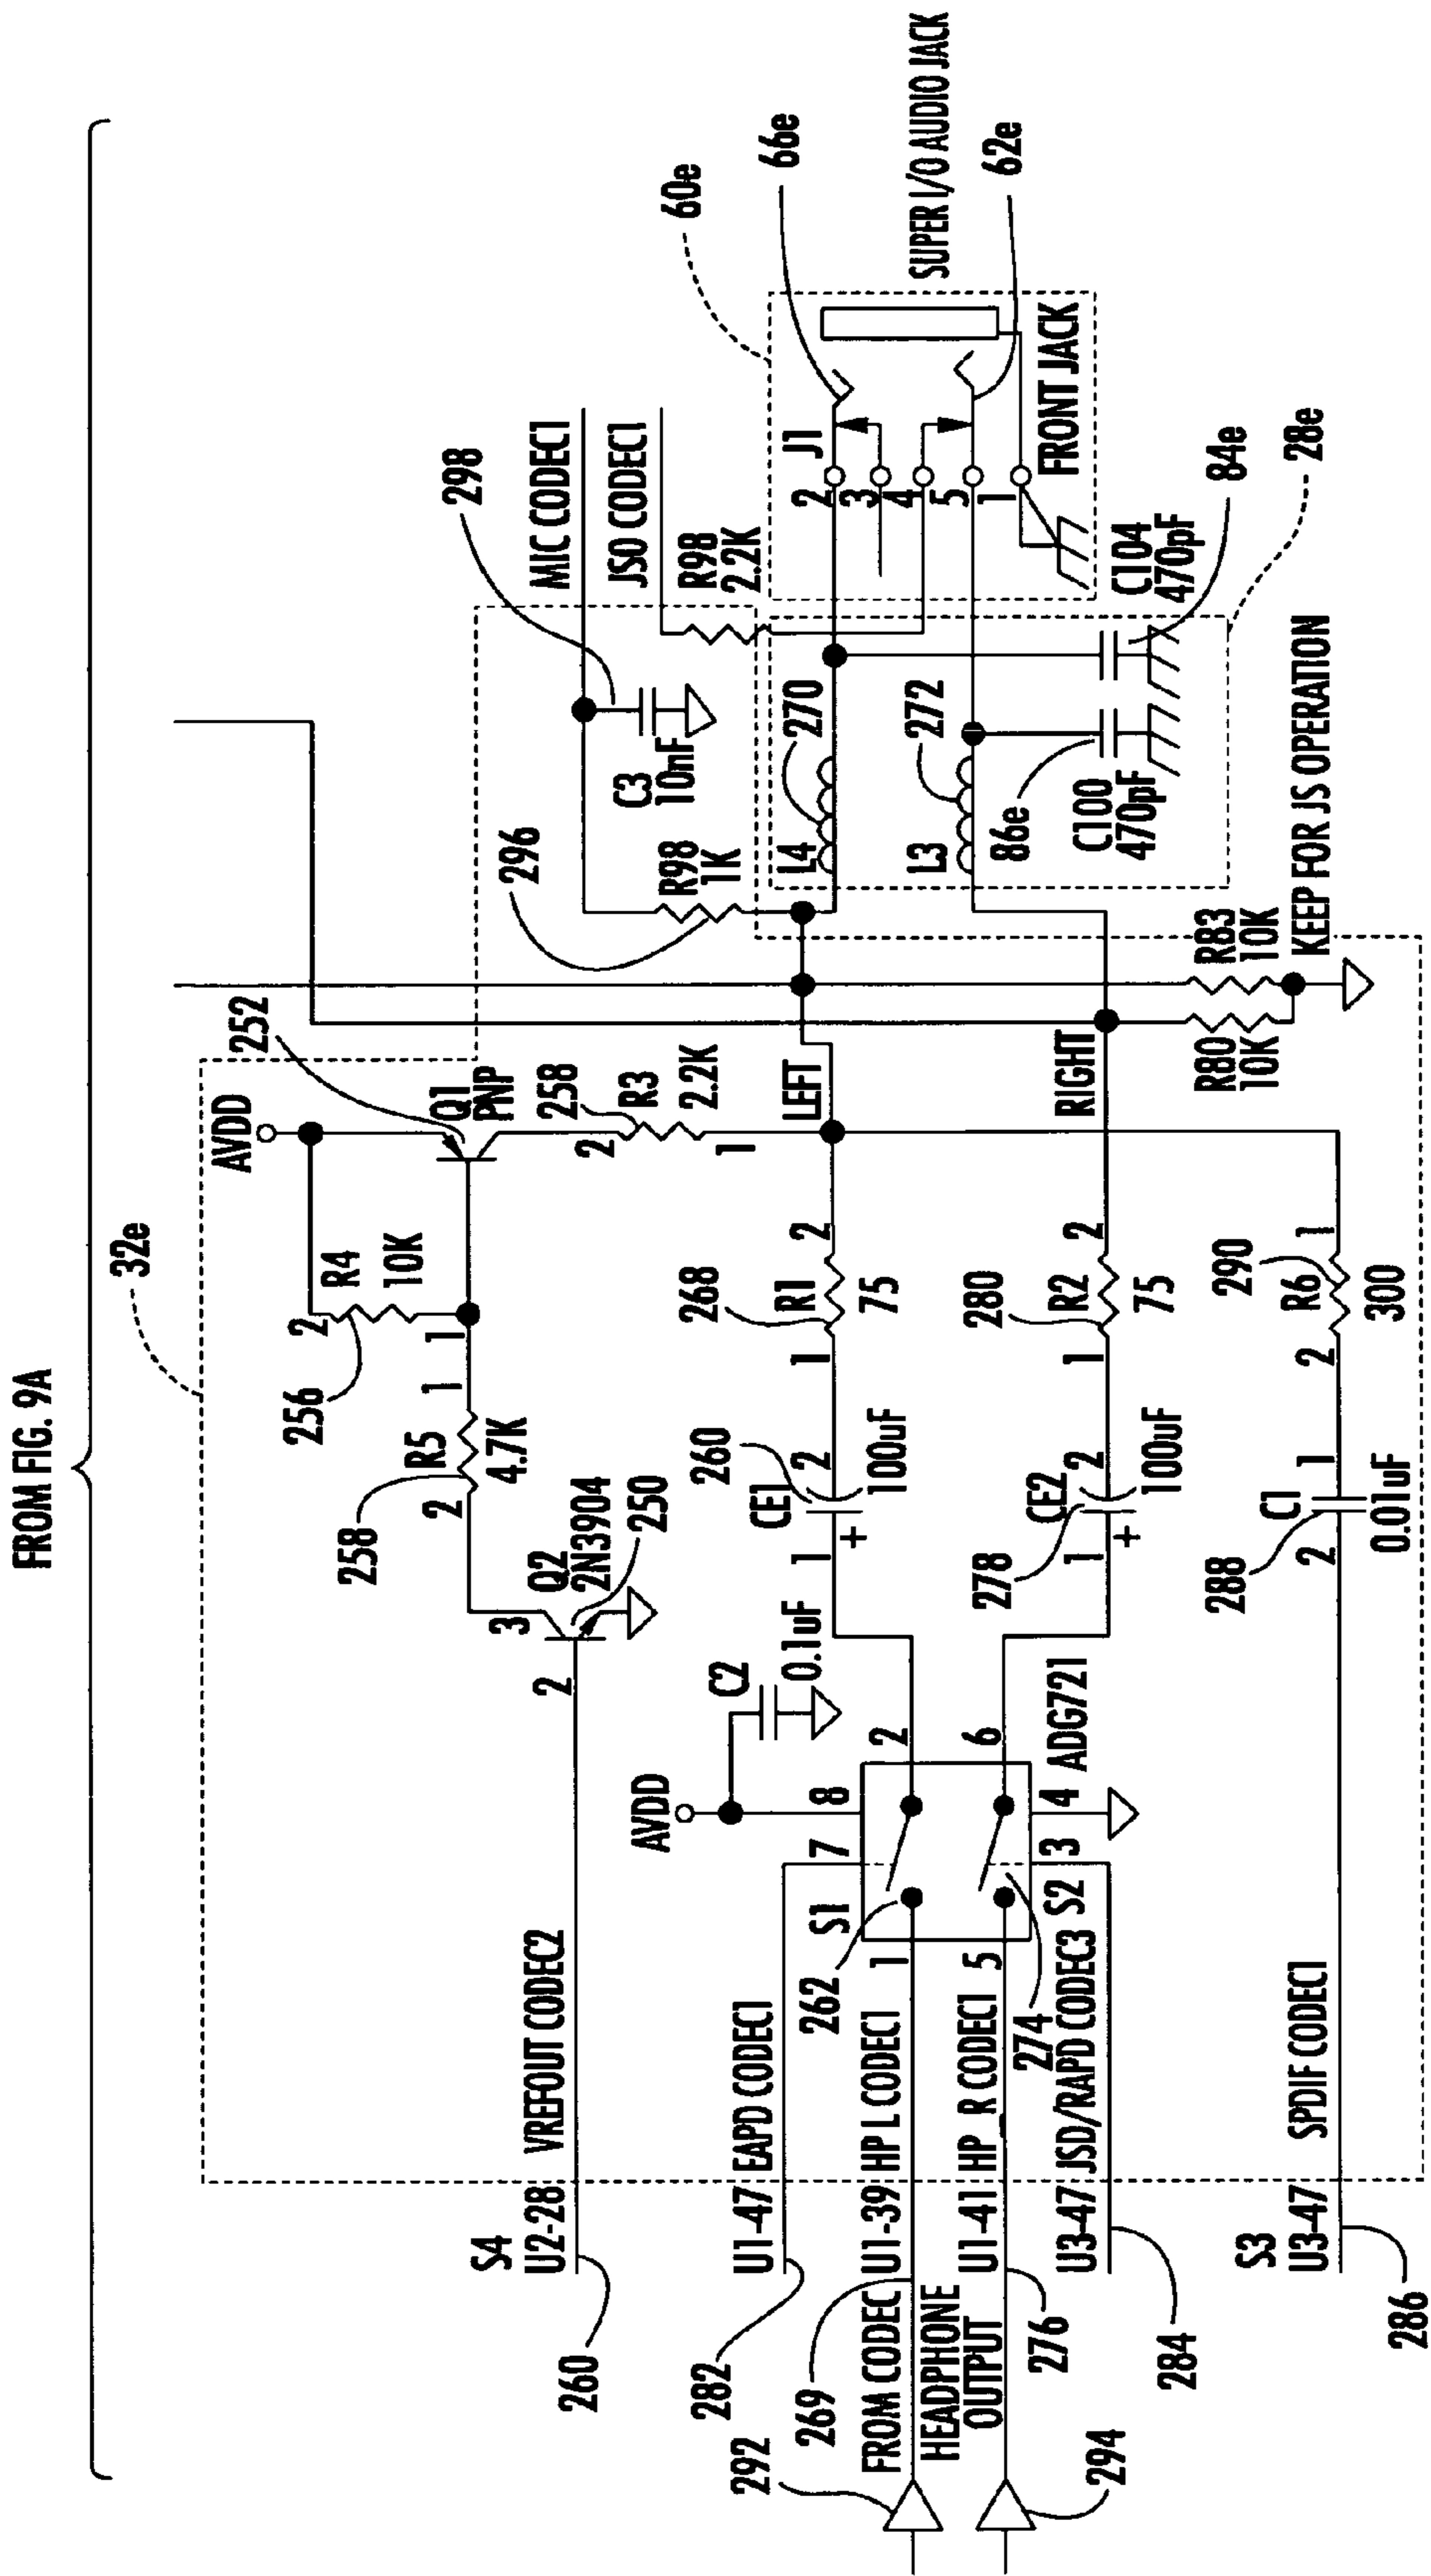 FROM FIG. 9A
32e
AVDD
252
Q1
PNP
R4
10K
2
1
256
R5
4.7K
1
2
258
258
R3
2.2K
2
1
Q2
2N3904
250
3
2
S4
U2-28 VREFOUT CODEC2
260
298
MIC CODEC1
JS0 CODEC1
C3
10nF
R98
2.2K
296
R98
1K
60e
66e
SUPER I/O AUDIO JACK
62e
J1
2
3
4
5
1
FRONT JACK
28e
84e
C104
470pF
270
L4
272
L3
86e
C100
470pF
KEEP FOR JS OPERATION
R83
10K
R80
10K
LEFT
RIGHT
AVDD
C2
0.1uF
U1-47 EAPD CODEC1
282
292
269
FROM CODEC U1-39 HP L CODEC1
HEADPHONE
OUTPUT
U1-41 HP_R CODEC1
276
U3-47 JSD/RAPD CODEC3
284
294
S1
7
8
1
2
262
5
6
274
S2
3
4
ADG721
260
CE1
100uF
1
2
+
268
R1
75
1
2
278
CE2
100uF
1
2
+
280
R2
75
1
2
S3
U3-47 SPDIF CODEC1
286
288
C1
0.01uF
2
1
290
R6
300
2
1